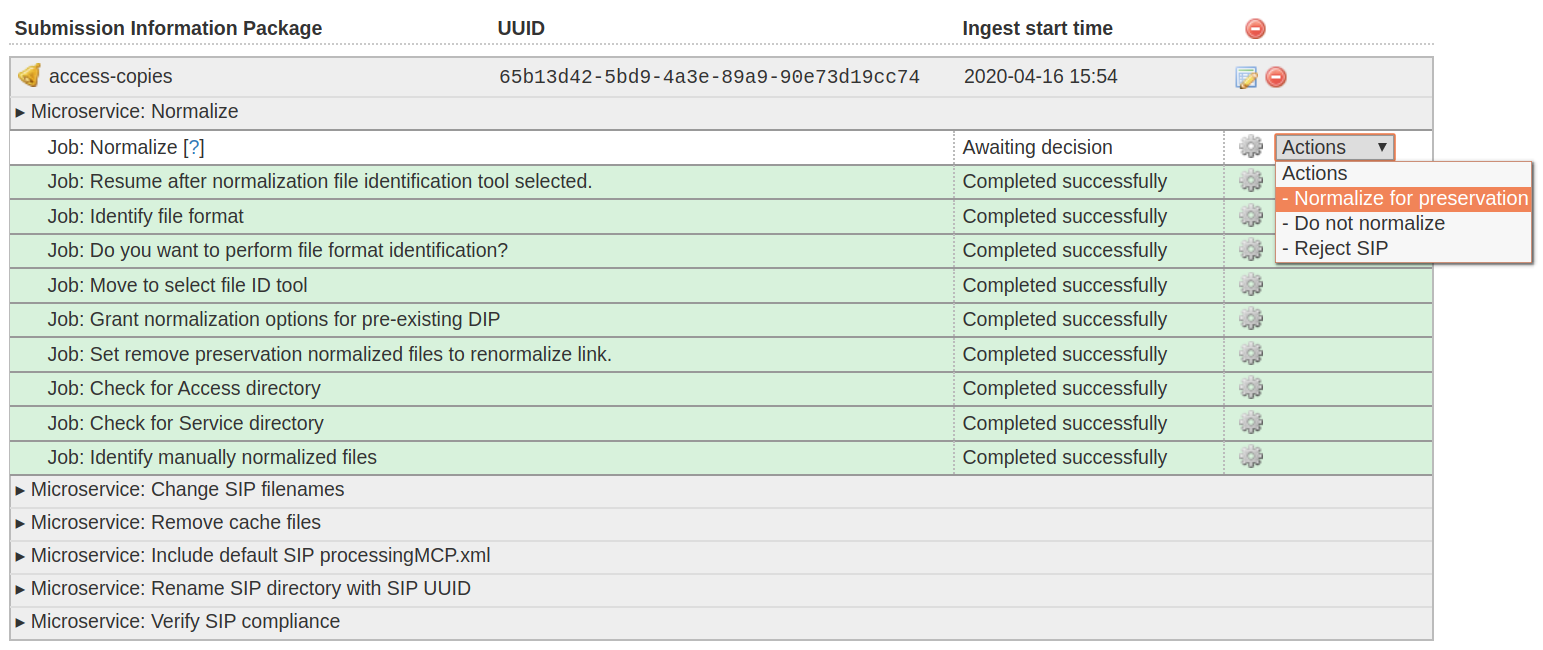 Submission Information Package UUID Ingest start time
access-copies 65b13d42-5bd9-4a3e-89a9-90e73d19cc74 2020-04-16 15:54
Microservice: Normalize
Job: Normalize [?] Awaiting decision Actions
Actions
Job: Resume after normalization file identification tool selected. Completed successfully
- Normalize for preservation
Job: Identify file format Completed successfully
- Do not normalize
Job: Do you want to perform file format identification? Completed successfully
- Reject SIP
Job: Move to select file ID tool Completed successfully
Job: Grant normalization options for pre-existing DIP Completed successfully
Job: Set remove preservation normalized files to renormalize link. Completed successfully
Job: Check for Access directory Completed successfully
Job: Check for Service directory Completed successfully
Job: Identify manually normalized files Completed successfully
Microservice: Change SIP filenames
Microservice: Remove cache files
Microservice: Include default SIP processingMCP.xml
Microservice: Rename SIP directory with SIP UUID
Microservice: Verify SIP compliance